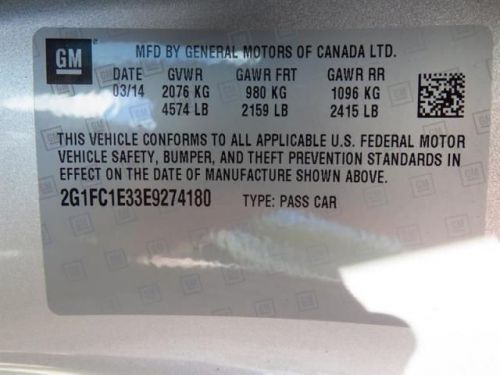 GM
MFD BY GENERAL MOTORS OF CANADA LTD.
DATE GVWR GAWR FRT GAWR RR
03/14 2076 KG 980 KG 1096 KG
4574 LB 2159 LB 2415 LB
THIS VEHICLE CONFORMS TO ALL APPLICABLE U.S. FEDERAL MOTOR
VEHICLE SAFETY, BUMPER, AND THEFT PREVENTION STANDARDS IN
EFFECT ON THE DATE OF MANUFACTURE SHOWN ABOVE.
2G1FC1E33E9274180 TYPE: PASS CAR